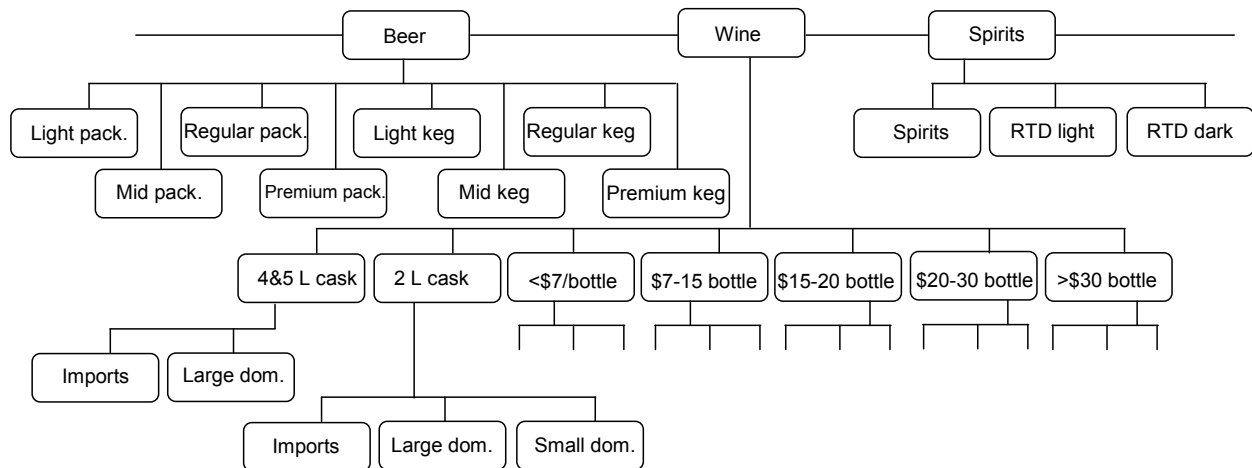 Beer
Wine
Spirits
Light pack.
Regular pack.
Light keg
Regular keg
Spirits
RTD light
RTD dark
Mid pack.
Premium pack.
Mid keg
Premium keg
4&5 L cask
2 L cask
<$7/bottle
$7-15 bottle
$15-20 bottle
$20-30 bottle
>$30 bottle
Imports
Large dom.
Imports
Large dom.
Small dom.